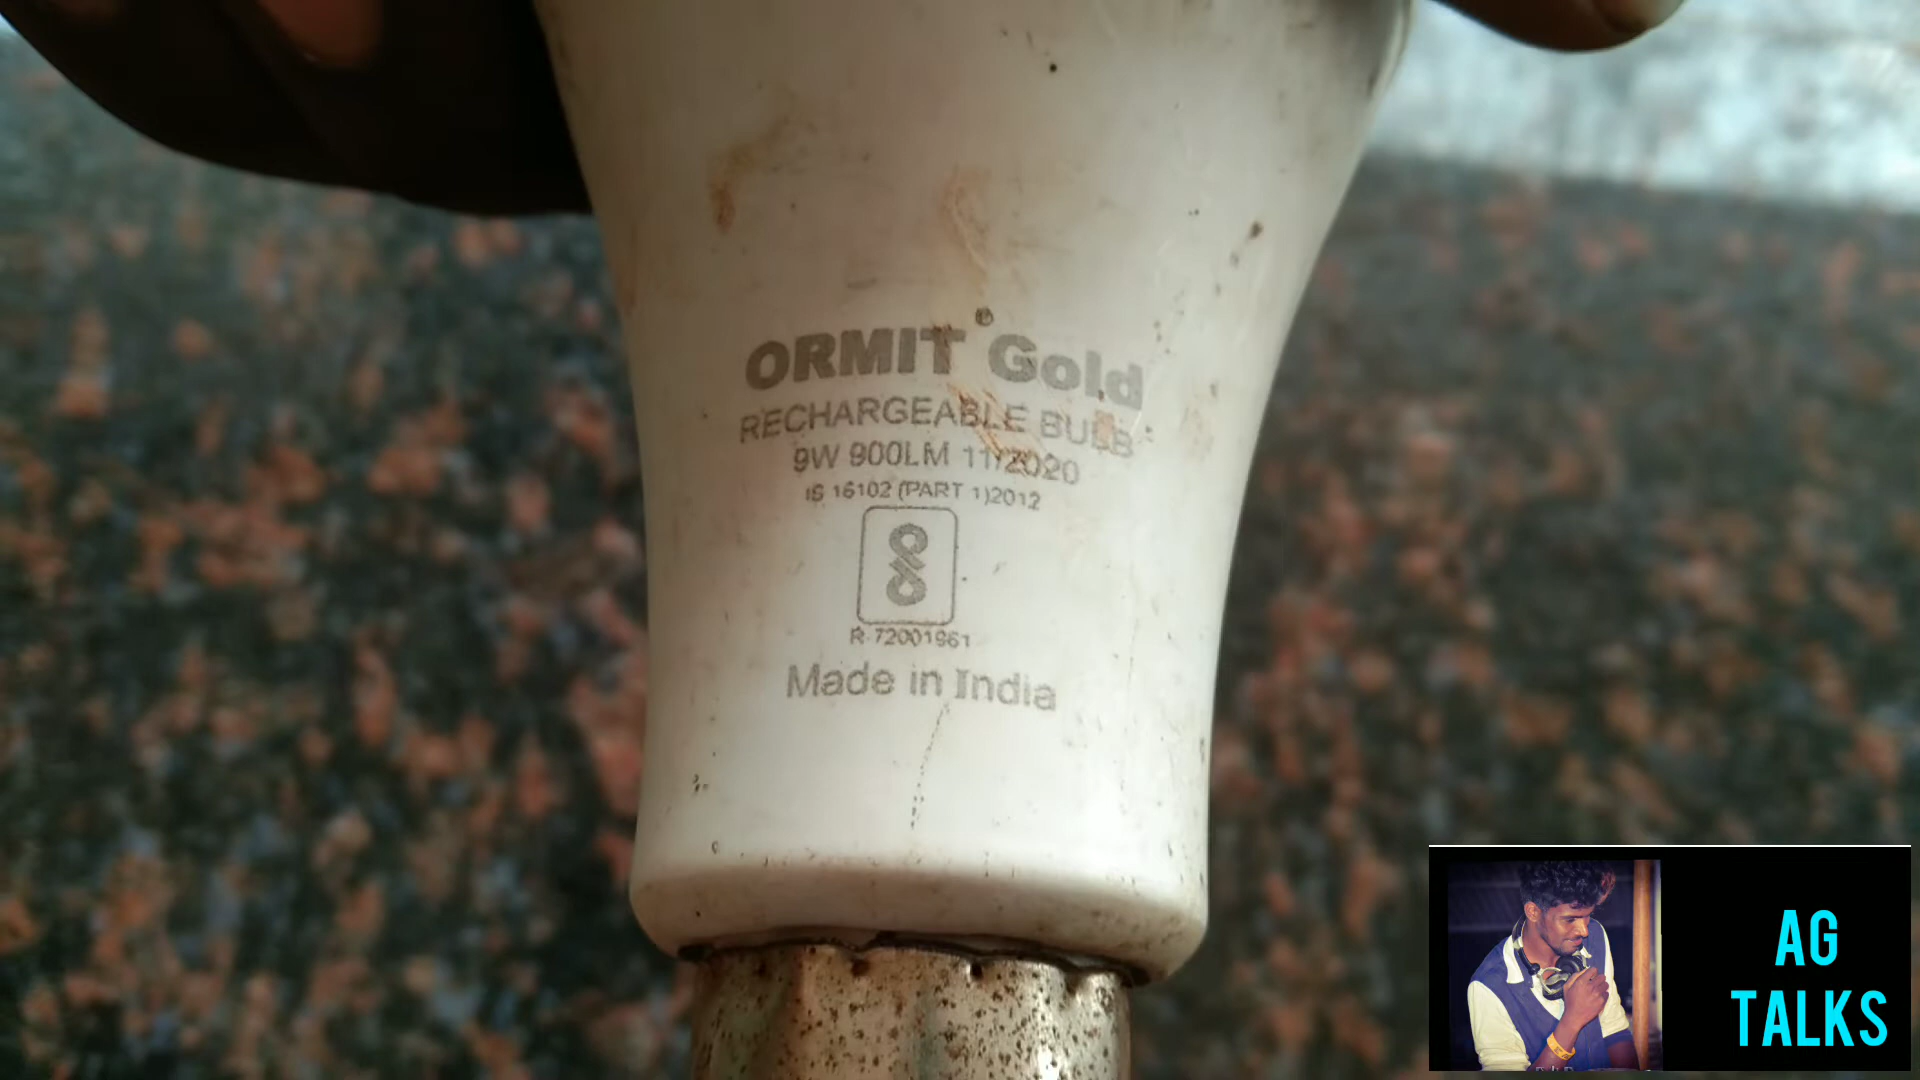 ORMIT® Gold
RECHARGEABLE BULB
9W 900LM 11/2020
IS 16102 (PART 1)2012
R-72001961
Made in India
AG
TALKS